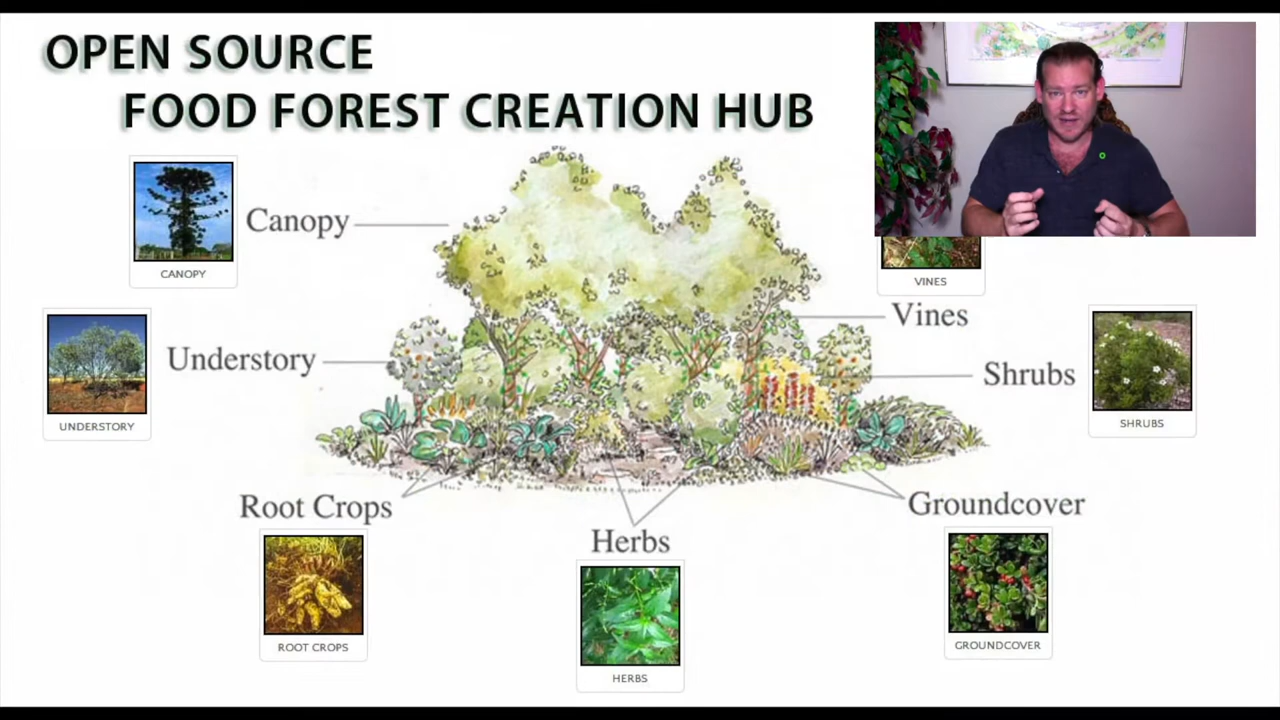 OPEN SOURCE
FOOD FOREST CREATION HUB
Canopy
CANOPY
VINES
Vines
Understory
UNDERSTORY
Shrubs
SHRUBS
Root Crops
ROOT CROPS
Herbs
HERBS
Groundcover
GROUNDCOVER